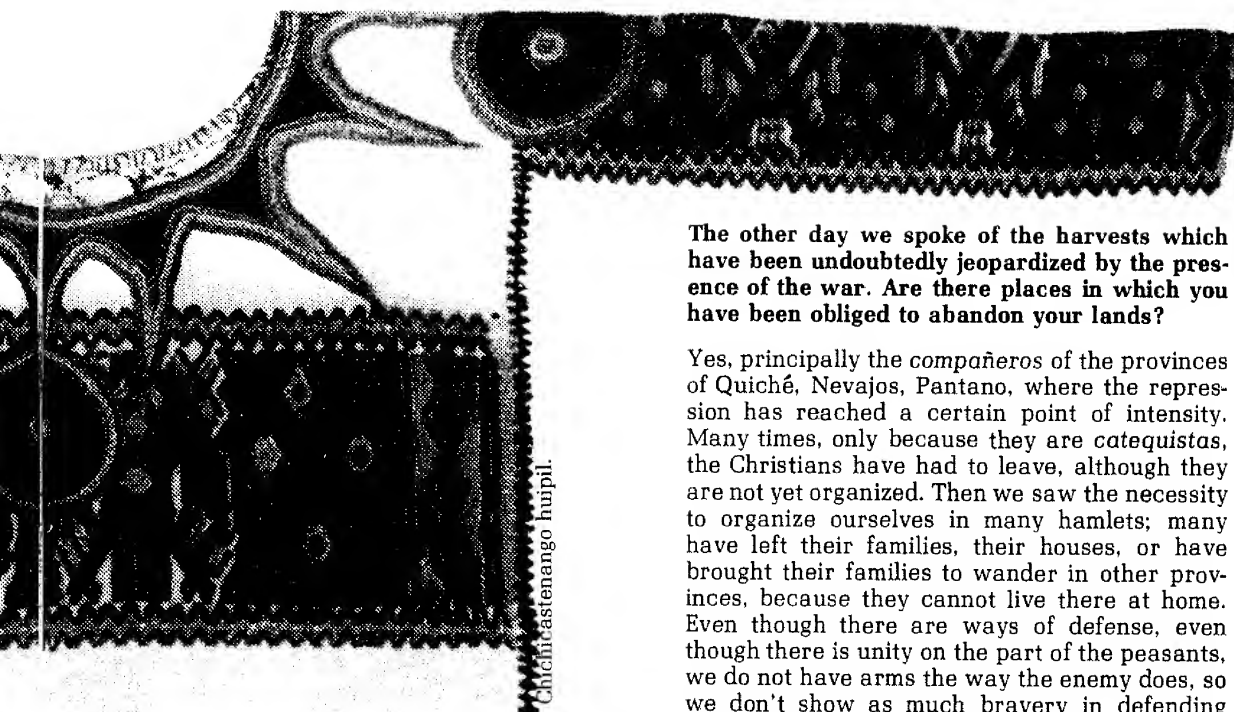 Chichicastenango huipil.
The other day we spoke of the harvests which
have been undoubtedly jeopardized by the pres-
ence of the war. Are there places in which you
have been obliged to abandon your lands?
Yes, principally the compañeros of the provinces
of Quiché, Nevajos, Pantano, where the repres-
sion has reached a certain point of intensity.
Many times, only because they are catequistas,
the Christians have had to leave, although they
are not yet organized. Then we saw the necessity
to organize ourselves in many hamlets; many
have left their families, their houses, or have
brought their families to wander in other prov-
inces, because they cannot live there at home.
Even though there are ways of defense, even
though there is unity on the part of the peasants,
we do not have arms the way the enemy does, so
we don't show as much bravery in defending